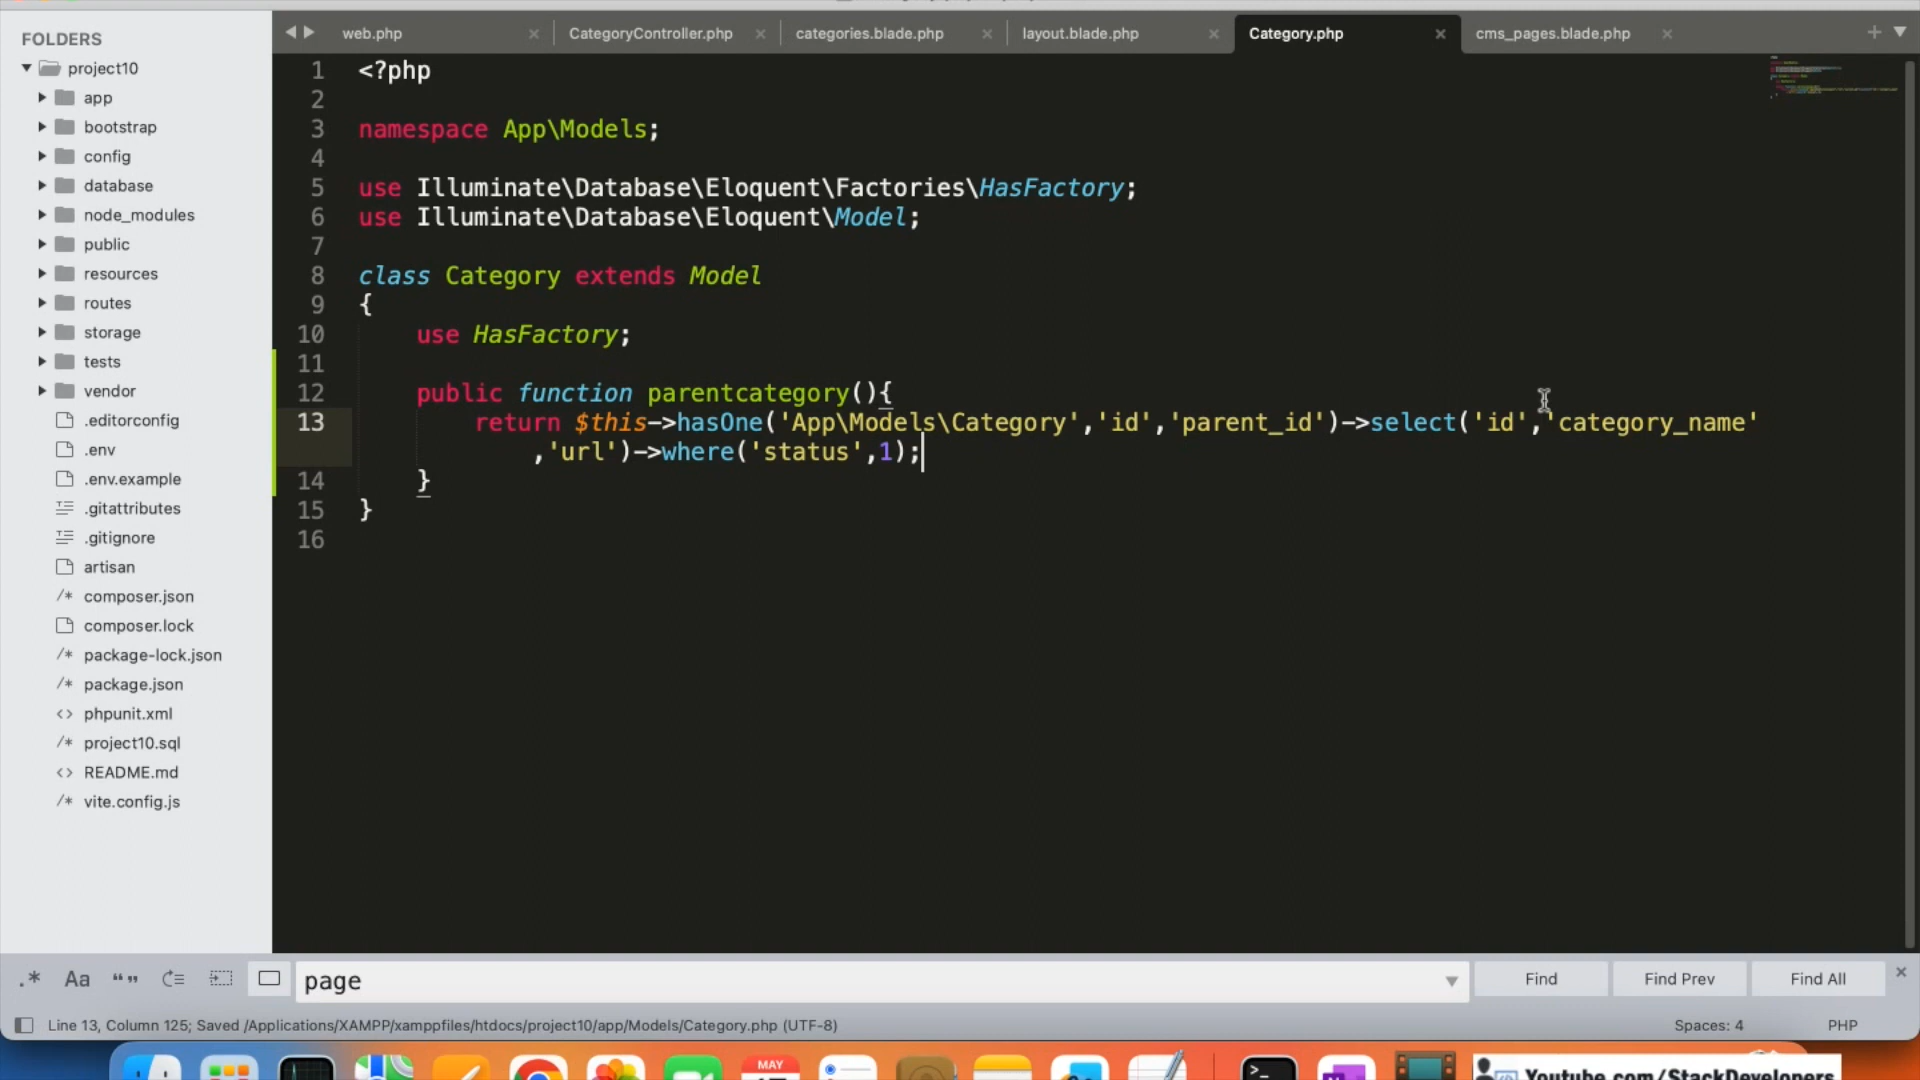 FOLDERS
project10
app
bootstrap
config
database
node_modules
public
resources
routes
storage
tests
vendor
.editorconfig
.env
.env.example
.gitattributes
.gitignore
artisan
composer.json
composer.lock
package-lock.json
package.json
phpunit.xml
project10.sql
README.md
vite.config.js
web.php
CategoryController.php
categories.blade.php
layout.blade.php
Category.php
cms_pages.blade.php
1 <?php
2
3 namespace App\Models;
4
5 use Illuminate\Database\Eloquent\Factories\HasFactory;
6 use Illuminate\Database\Eloquent\Model;
7
8 class Category extends Model
9 {
10 use HasFactory;
11
12 public function parentcategory(){
13 return $this->hasOne('App\Models\Category','id','parent_id')->select('id','category_name'
,'url')->where('status',1);
14 }
15 }
16
.* Aa “” page Find Find Prev Find All
Line 13, Column 125; Saved /Applications/XAMPP/xamppfiles/htdocs/project10/app/Models/Category.php (UTF-8) Spaces: 4 PHP
MAY
Youtube.com/StackDevelopers